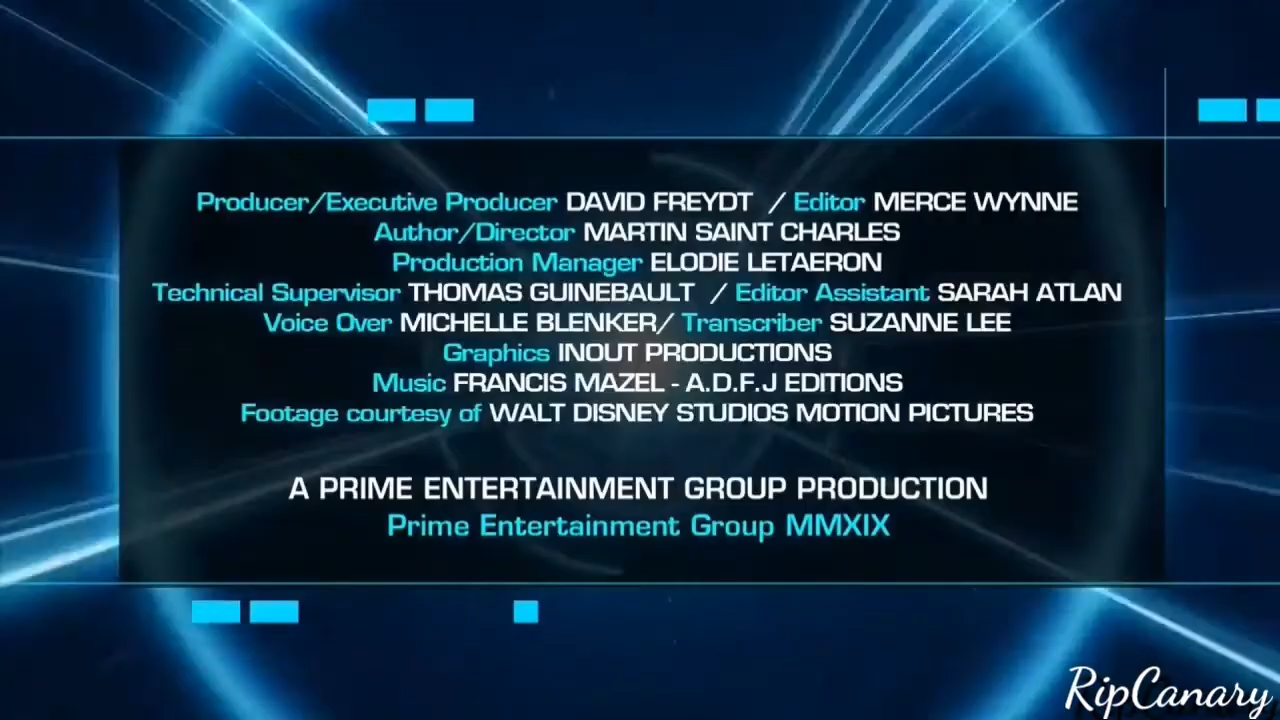 Producer/Executive Producer DAVID FREYDT / Editor MERCE WYNNE
Author/Director MARTIN SAINT CHARLES
Production Manager ELODIE LETAERON
Technical Supervisor THOMAS GUINEBAULT / Editor Assistant SARAH ATLAN
Voice Over MICHELLE BLENKER/ Transcriber SUZANNE LEE
Graphics INOUT PRODUCTIONS
Music FRANCIS MAZEL - A.D.F.J EDITIONS
Footage courtesy of WALT DISNEY STUDIOS MOTION PICTURES
A PRIME ENTERTAINMENT GROUP PRODUCTION
Prime Entertainment Group MMXIX
RipCanary